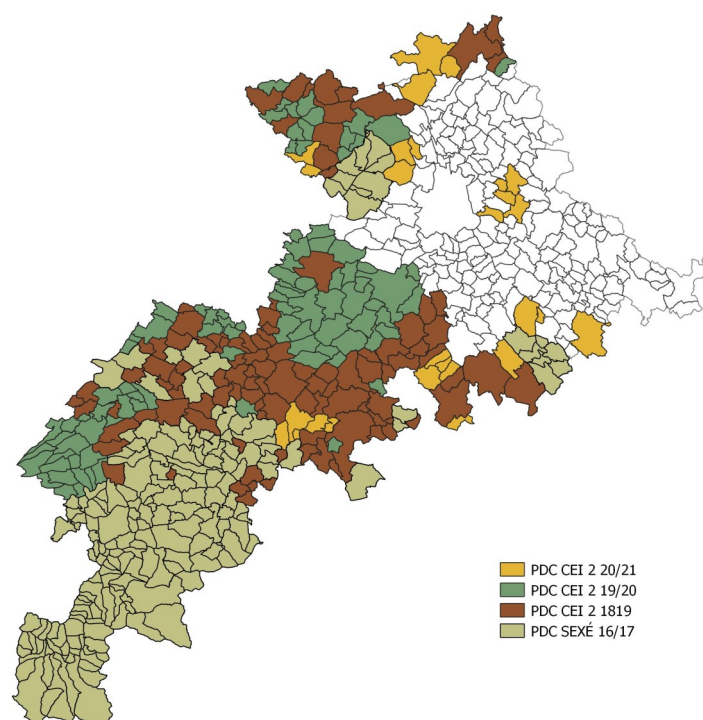 PDC CEI 2 20/21
PDC CEI 2 19/20
PDC CEI 2 1819
PDC SEXÉ 16/17